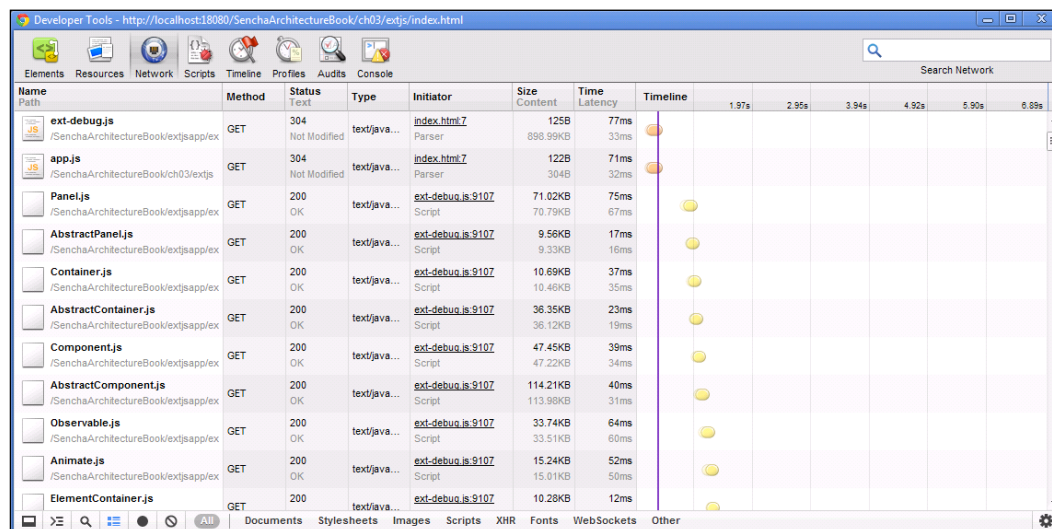 Developer Tools - http://localhost:18080/SenchaArchitectureBook/ch03/extjs/index.html
Elements Resources Network Scripts Timeline Profiles Audits Console
Search Network
Name Method Status Type Initiator Size Time Timeline
Path Text Content Latency
1.97s 2.95s 3.94s 4.92s 5.90s 6.89s
ext-debug.js GET 304 text/java... index.html:7 125B 77ms
/SenchaArchitectureBook/extjsapp/ex Not Modified Parser 898.99KB 33ms
app.js GET 304 text/java... index.html:7 122B 71ms
/SenchaArchitectureBook/ch03/extjs Not Modified Parser 304B 32ms
Panel.js GET 200 text/java... ext-debug.js:9107 71.02KB 75ms
/SenchaArchitectureBook/extjsapp/ex OK Script 70.79KB 67ms
AbstractPanel.js GET 200 text/java... ext-debug.js:9107 9.56KB 17ms
/SenchaArchitectureBook/extjsapp/ex OK Script 9.33KB 16ms
Container.js GET 200 text/java... ext-debug.js:9107 10.69KB 37ms
/SenchaArchitectureBook/extjsapp/ex OK Script 10.46KB 35ms
AbstractContainer.js GET 200 text/java... ext-debug.js:9107 36.35KB 23ms
/SenchaArchitectureBook/extjsapp/ex OK Script 36.12KB 19ms
Component.js GET 200 text/java... ext-debug.js:9107 47.45KB 39ms
/SenchaArchitectureBook/extjsapp/ex OK Script 47.22KB 34ms
AbstractComponent.js GET 200 text/java... ext-debug.js:9107 114.21KB 40ms
/SenchaArchitectureBook/extjsapp/ex OK Script 113.98KB 31ms
Observable.js GET 200 text/java... ext-debug.js:9107 33.74KB 64ms
/SenchaArchitectureBook/extjsapp/ex OK Script 33.51KB 60ms
Animate.js GET 200 text/java... ext-debug.js:9107 15.24KB 52ms
/SenchaArchitectureBook/extjsapp/ex OK Script 15.01KB 50ms
ElementContainer.js GET 200 text/java... ext-debug.js:9107 10.28KB 12ms
All Documents Stylesheets Images Scripts XHR Fonts WebSockets Other